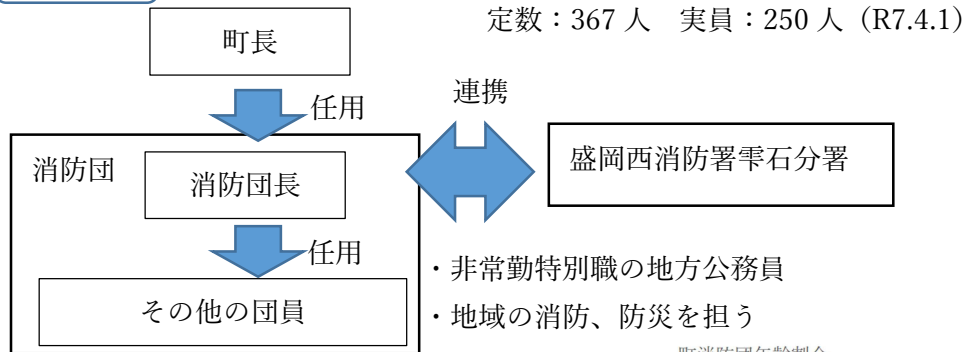 定数：367 人　実員：250 人（R7.4.1）
町長
任用
連携
消防団
消防団長
盛岡西消防署雫石分署
任用
その他の団員
・非常勤特別職の地方公務員
・地域の消防、防災を担う